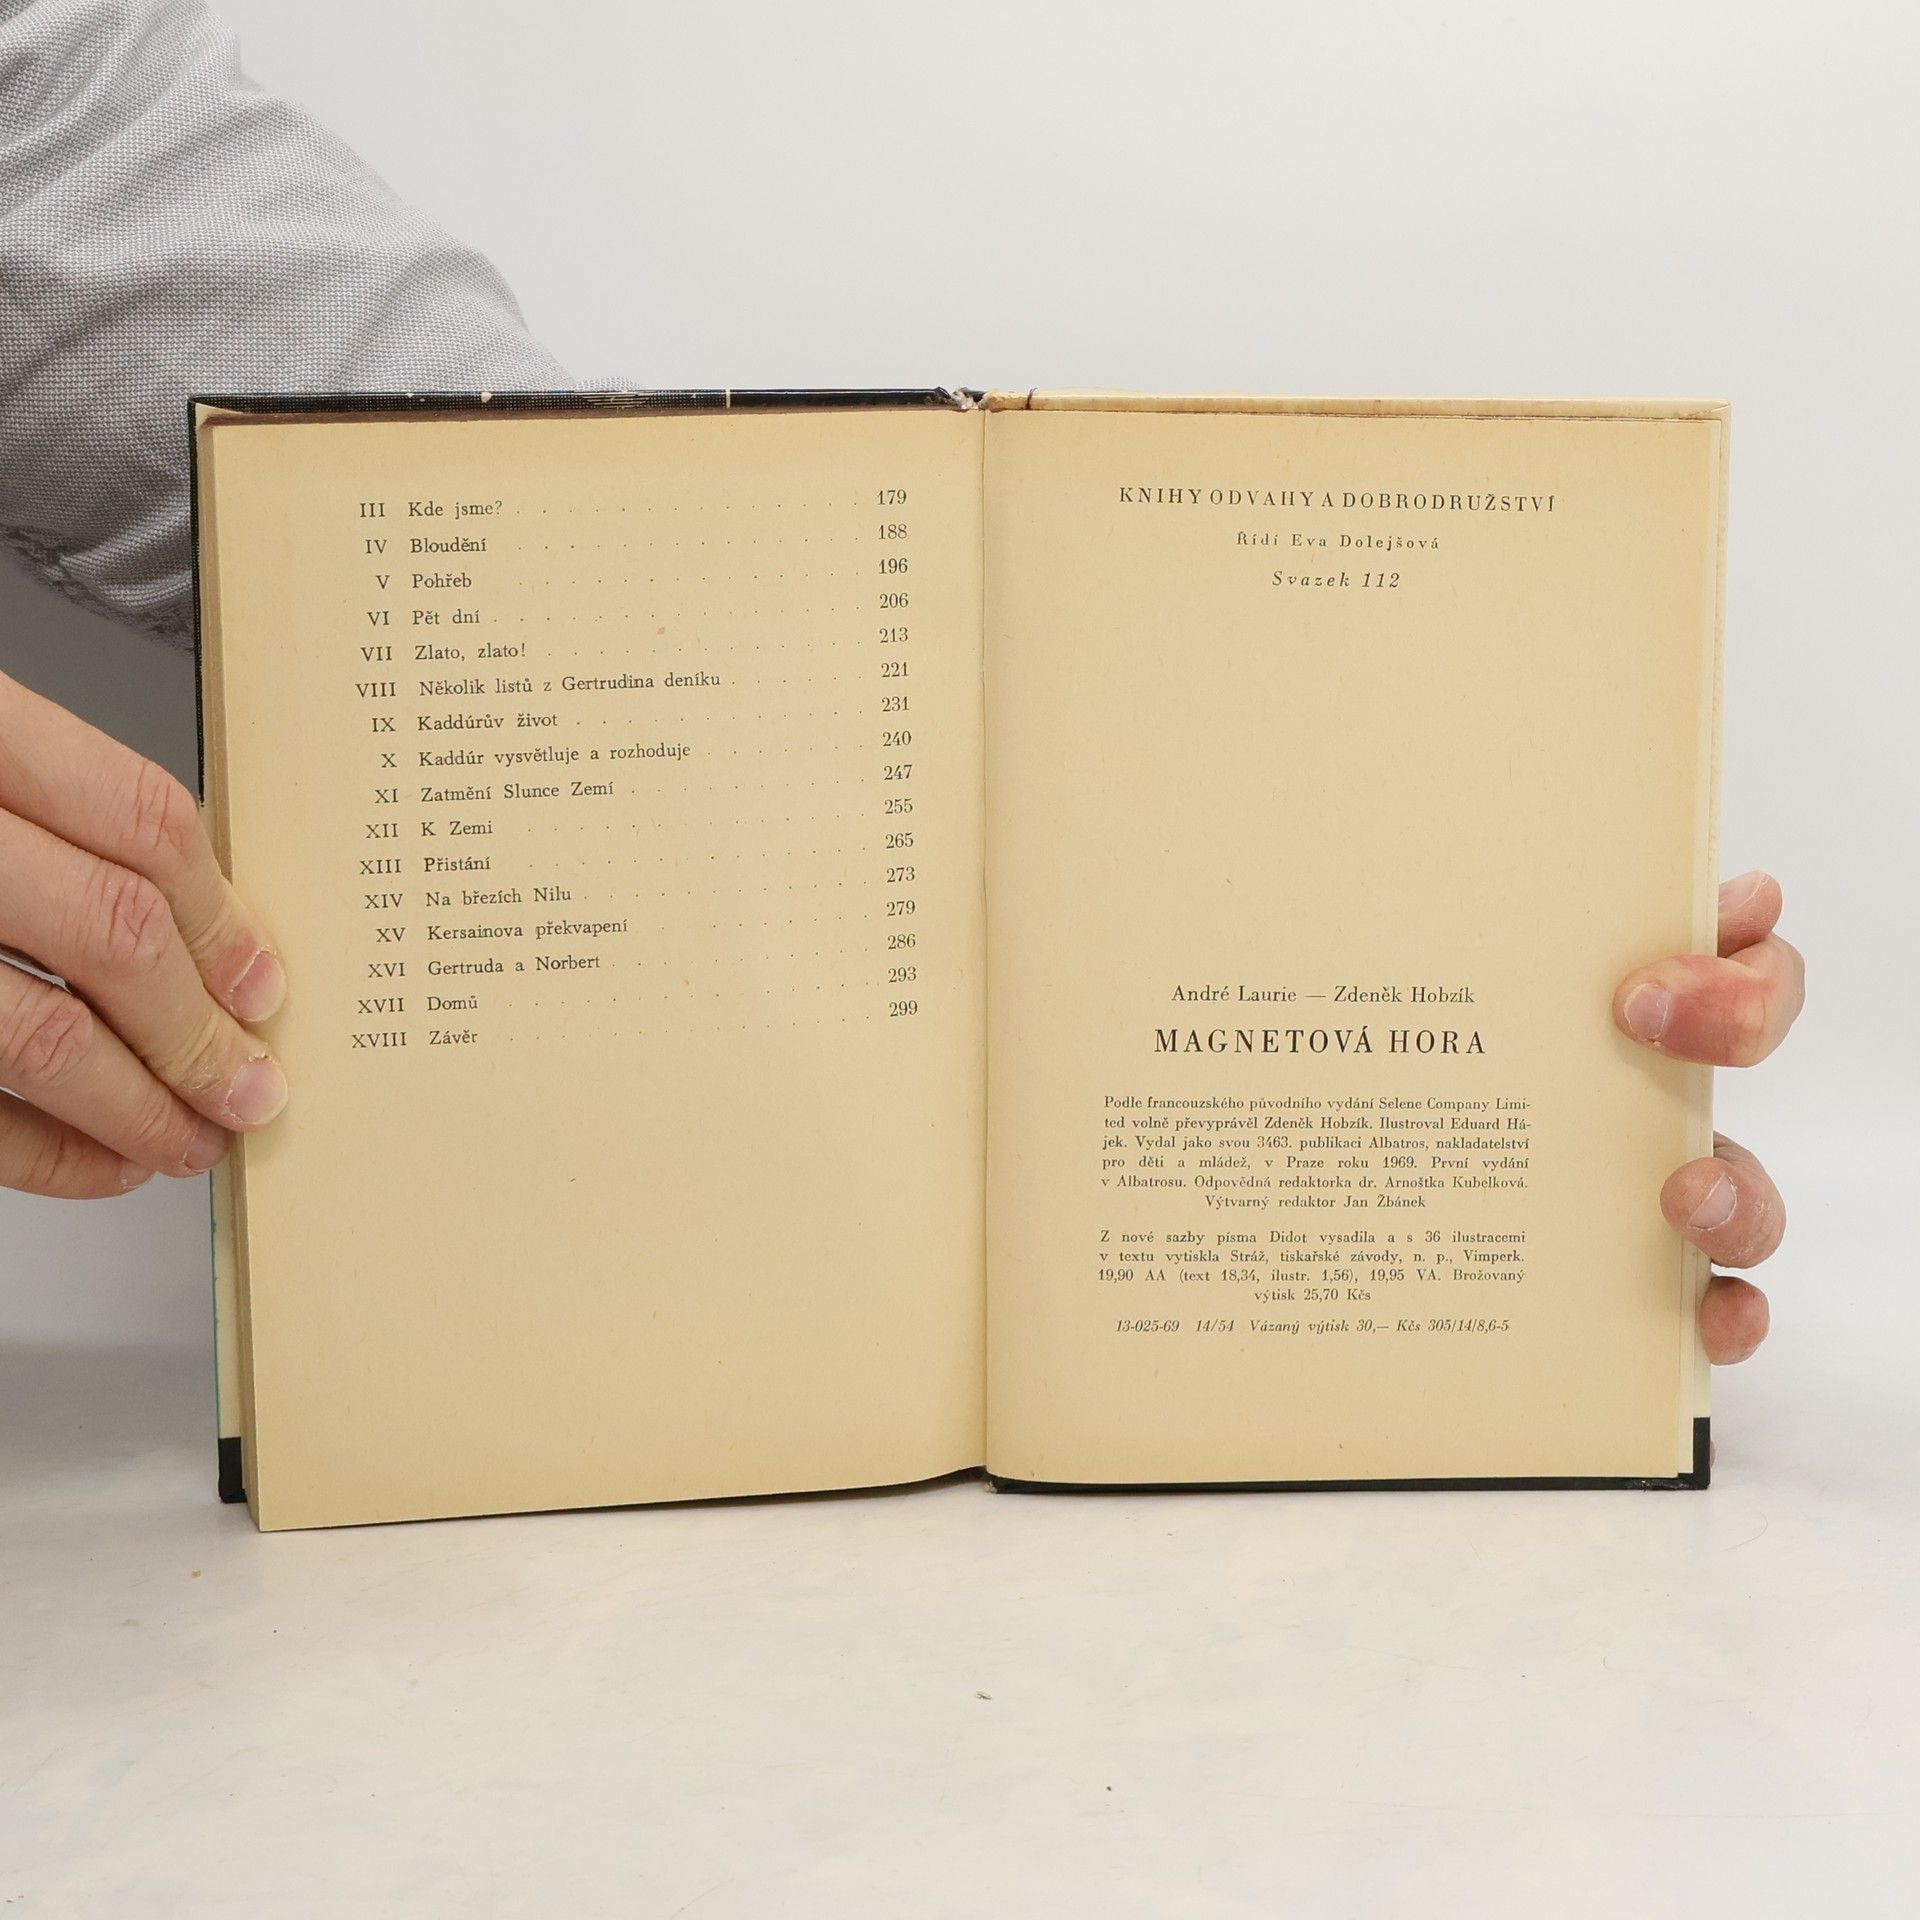 III Kde jsme? . . . . . . . . . . . . . 179
IV Bloudění . . . . . . . . . . . . . 188
V Pohřeb . . . . . . . . . . . . . 196
VI Pět dní . . . . . . . . . . . . . 206
VII Zlato, zlato! . . . . . . . . . . . . 213
VIII Několik listů z Gertrudina deníku . . . . . . 221
IX Kaddúrův život . . . . . . . . . . . 231
X Kaddúr vysvětluje a rozhoduje . . . . . . 240
XI Zatmění Slunce Zemí . . . . . . . . . 247
XII K Zemi . . . . . . . . . . . . . 255
XIII Přistání . . . . . . . . . . . . . 265
XIV Na březích Nilu . . . . . . . . . . . 273
XV Kersainova překvapení . . . . . . . . 279
XVI Gertruda a Norbert . . . . . . . . . . 286
XVII Domů . . . . . . . . . . . . . 293
XVIII Závěr . . . . . . . . . . . . . 299
KNIHY ODVAHY A DOBRODRUŽSTVÍ
Řídí Eva Dolejšová
Svazek 112
André Laurie — Zdeněk Hobzík
MAGNETOVÁ HORA
Podle francouzského původního vydání Selene Company Limi-
ted volně převyprávěl Zdeněk Hobzík. Ilustroval Eduard Há-
jek. Vydal jako svou 3463. publikaci Albatros, nakladatelství
pro děti a mládež, v Praze roku 1969. První vydání
v Albatrosu. Odpovědná redaktorka dr. Arnoštka Kubelková.
Výtvarný redaktor Jan Žbánek
Z nové sazby písma Didot vysadila a s 36 ilustracemi
v textu vytiskla Stráž, tiskařské závody, n. p., Vimperk.
19,90 AA (text 18,34, ilustr. 1,56), 19,95 VA. Brožovaný
výtisk 25,70 Kčs
13-025-69 14/54 Vázaný výtisk 30,— Kčs 305/14/8,6-5